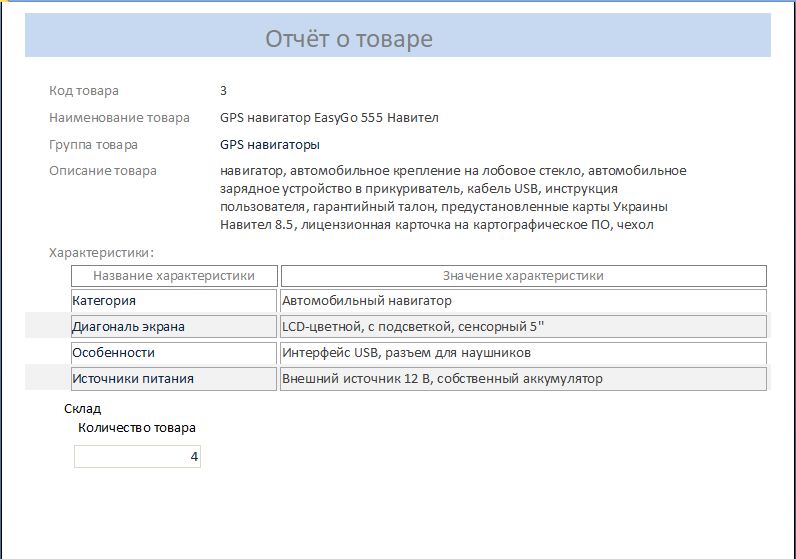 Отчёт о товаре
Код товара 3
Наименование товара GPS навигатор EasyGo 555 Навител
Группа товара GPS навигаторы
Описание товара навигатор, автомобильное крепление на лобовое стекло, автомобильное
зарядное устройство в прикуриватель, кабель USB, инструкция
пользователя, гарантийный талон, предустановленные карты Украины
Навител 8.5, лицензионная карточка на картографическое ПО, чехол
Характеристики:
Название характеристики Значение характеристики
Категория Автомобильный навигатор
Диагональ экрана LCD-цветной, с подсветкой, сенсорный 5"
Особенности Интерфейс USB, разъем для наушников
Источники питания Внешний источник 12 В, собственный аккумулятор
Склад
Количество товара
4